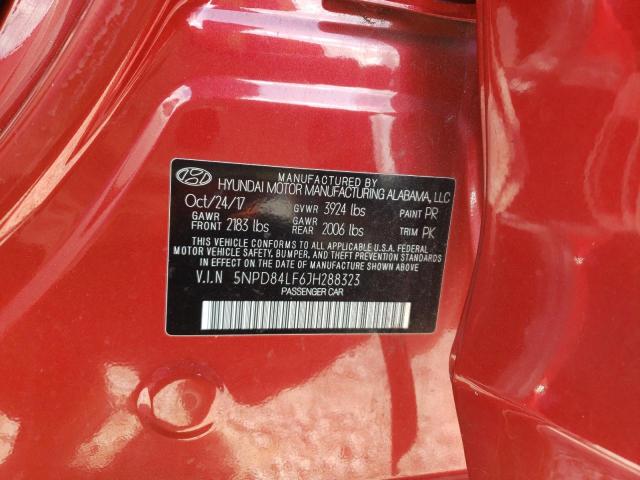 MANUFACTURED BY
HYUNDAI MOTOR MANUFACTURING ALABAMA, LLC
Oct/24/17 GVWR 3924 lbs PAINT PR
GAWR FRONT 2183 lbs GAWR REAR 2006 lbs TRIM PK
THIS VEHICLE CONFORMS TO ALL APPLICABLE U.S.A. FEDERAL
MOTOR VEHICLE SAFETY, BUMPER, AND THEFT PREVENTION STANDARDS
IN EFFECT ON THE DATE OF MANUFACTURE SHOWN ABOVE.
V.I.N 5NPD84LF6JH288323
PASSENGER CAR